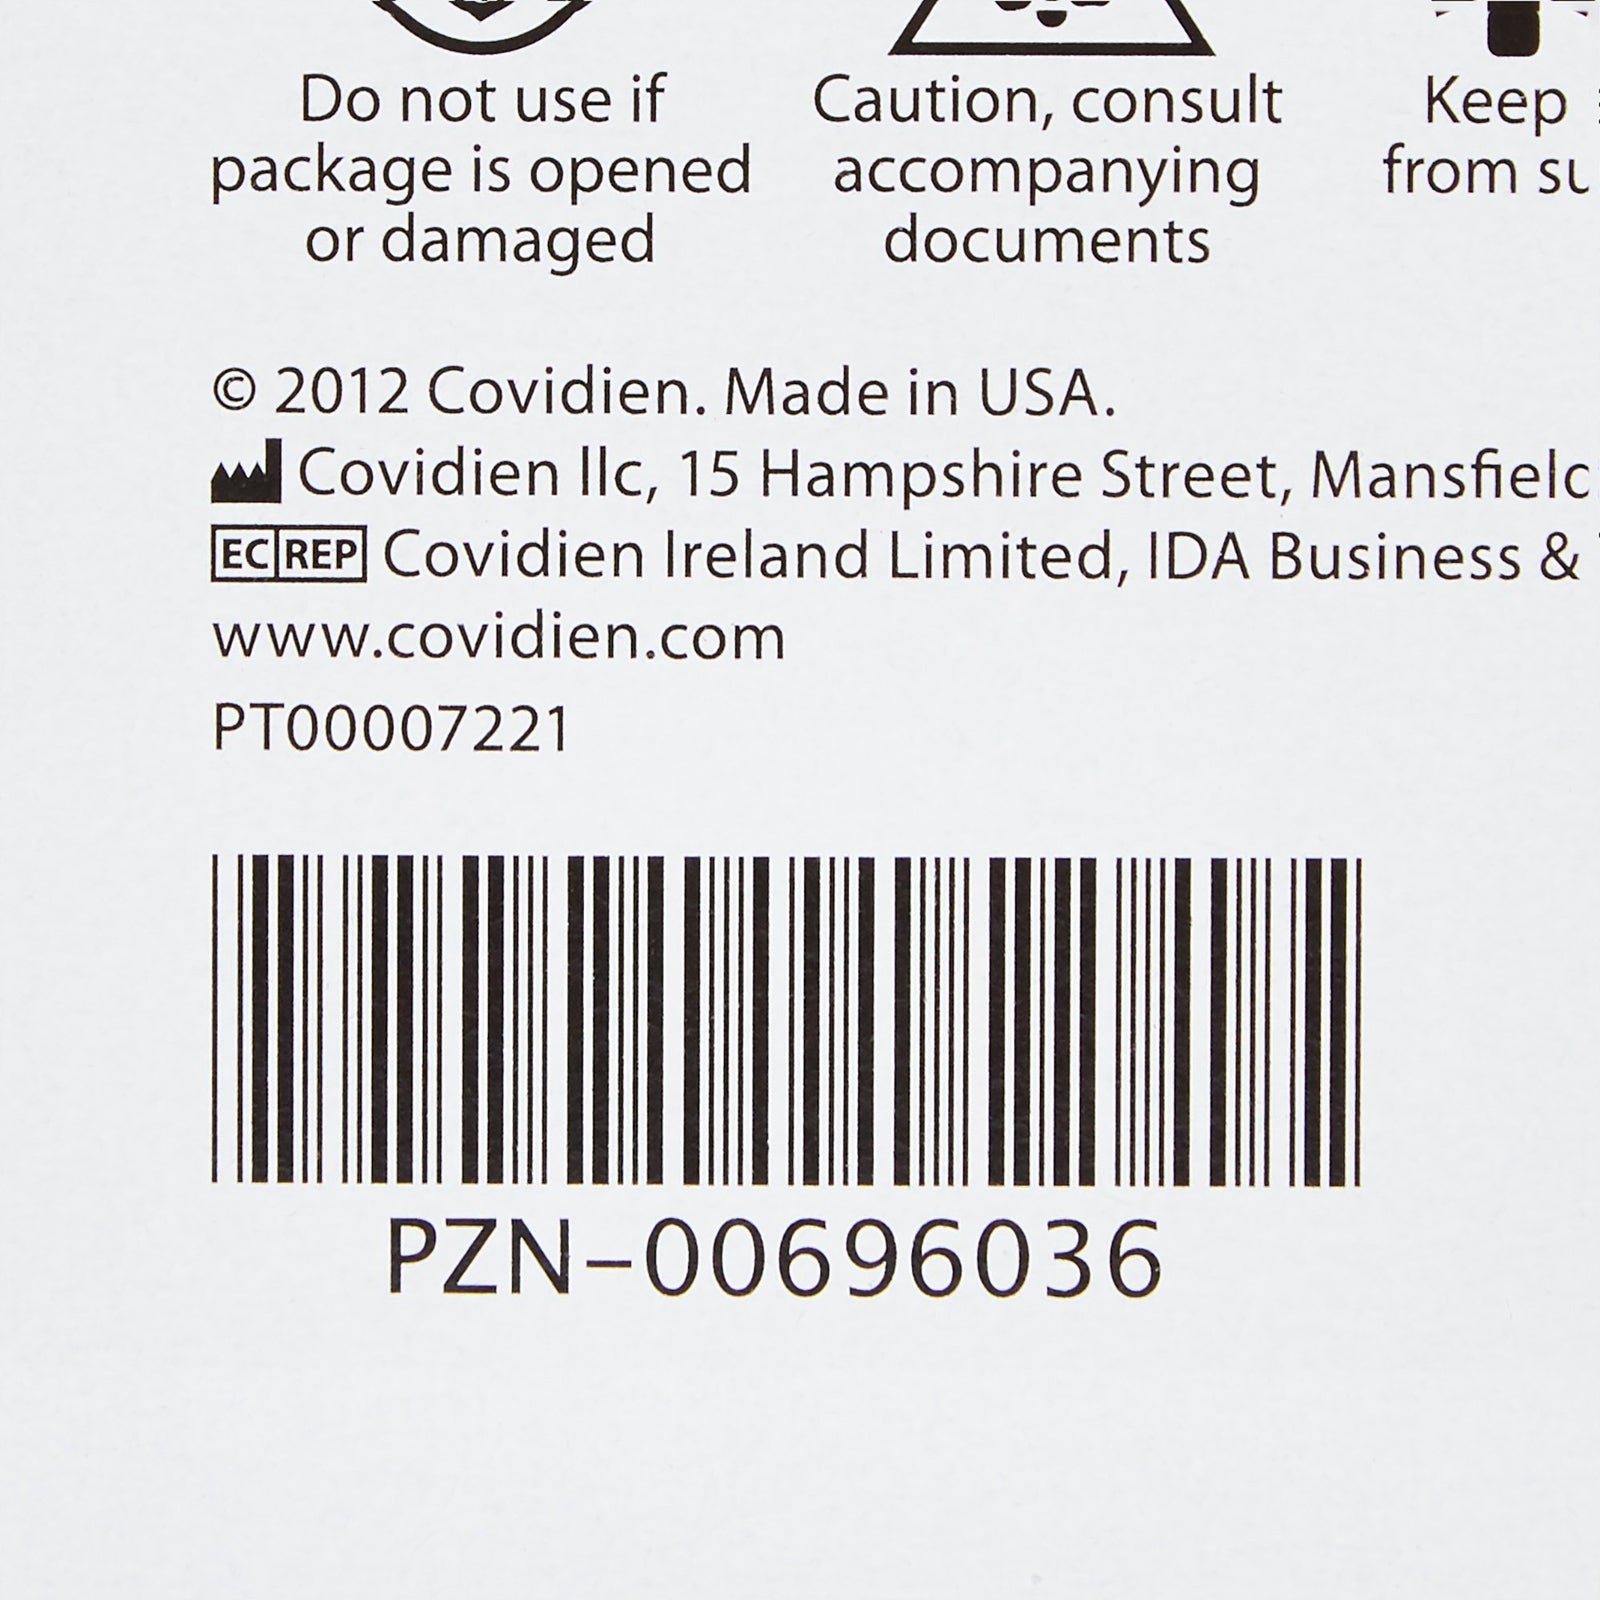 Do not use if
package is opened
or damaged
Caution, consult
accompanying
documents
Keep
from
© 2012 Covidien. Made in USA.
Covidien llc, 15 Hampshire Street,
EC REP Covidien Ireland Limited, IDA Business &
www.covidien.com
PT00007221
PZN-00696036